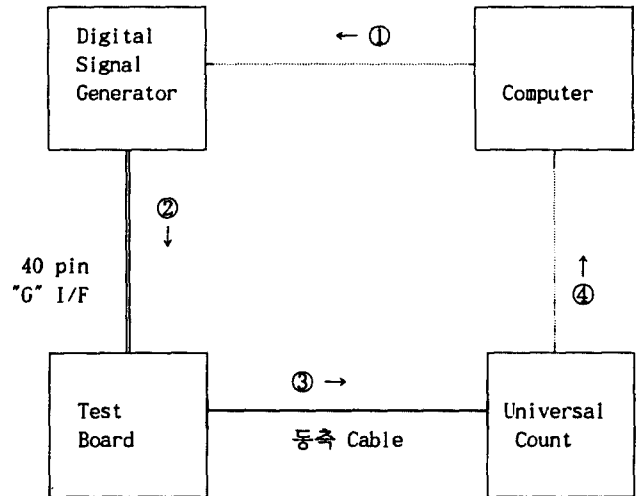 Digital
Signal
Generator
← ①
Computer
②
↓
40 pin
"G" I/F
↑
④
Test
Board
③ →
동축 Cable
Universal
Count